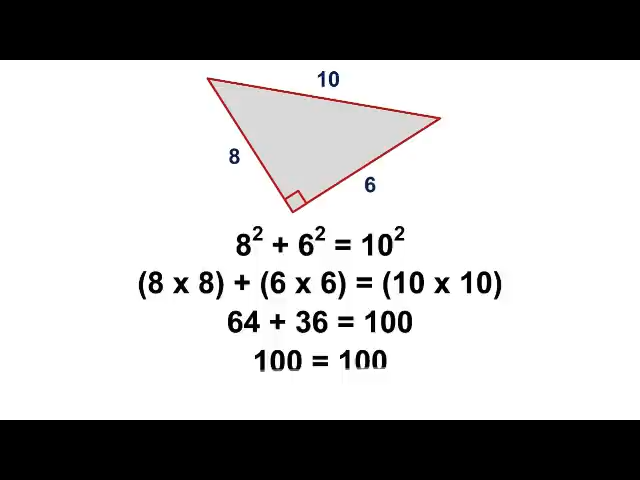 10
8
6
8² + 6² = 10²
(8 x 8) + (6 x 6) = (10 x 10)
64 + 36 = 100
100 = 100